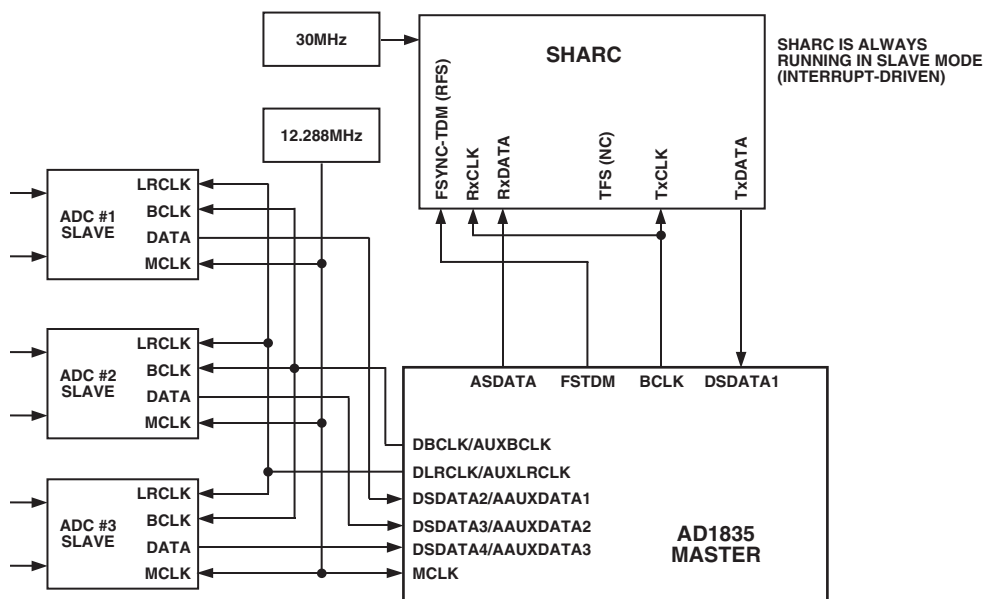 30MHz
SHARC
SHARC IS ALWAYS
RUNNING IN SLAVE MODE
(INTERRUPT-DRIVEN)
12.288MHz
FSYNC-TDM (RFS)
RxCLK
RxDATA
TFS (NC)
TxCLK
TxDATA
ADC #1
SLAVE
LRCLK
BCLK
DATA
MCLK
ADC #2
SLAVE
LRCLK
BCLK
DATA
MCLK
ADC #3
SLAVE
LRCLK
BCLK
DATA
MCLK
ASDATA
FSTDM
BCLK
DSDATA1
DBCLK/AUXBCLK
DLRCLK/AUXLRCLK
DSDATA2/AAUXDATA1
DSDATA3/AAUXDATA2
DSDATA4/AAUXDATA3
MCLK
AD1835
MASTER